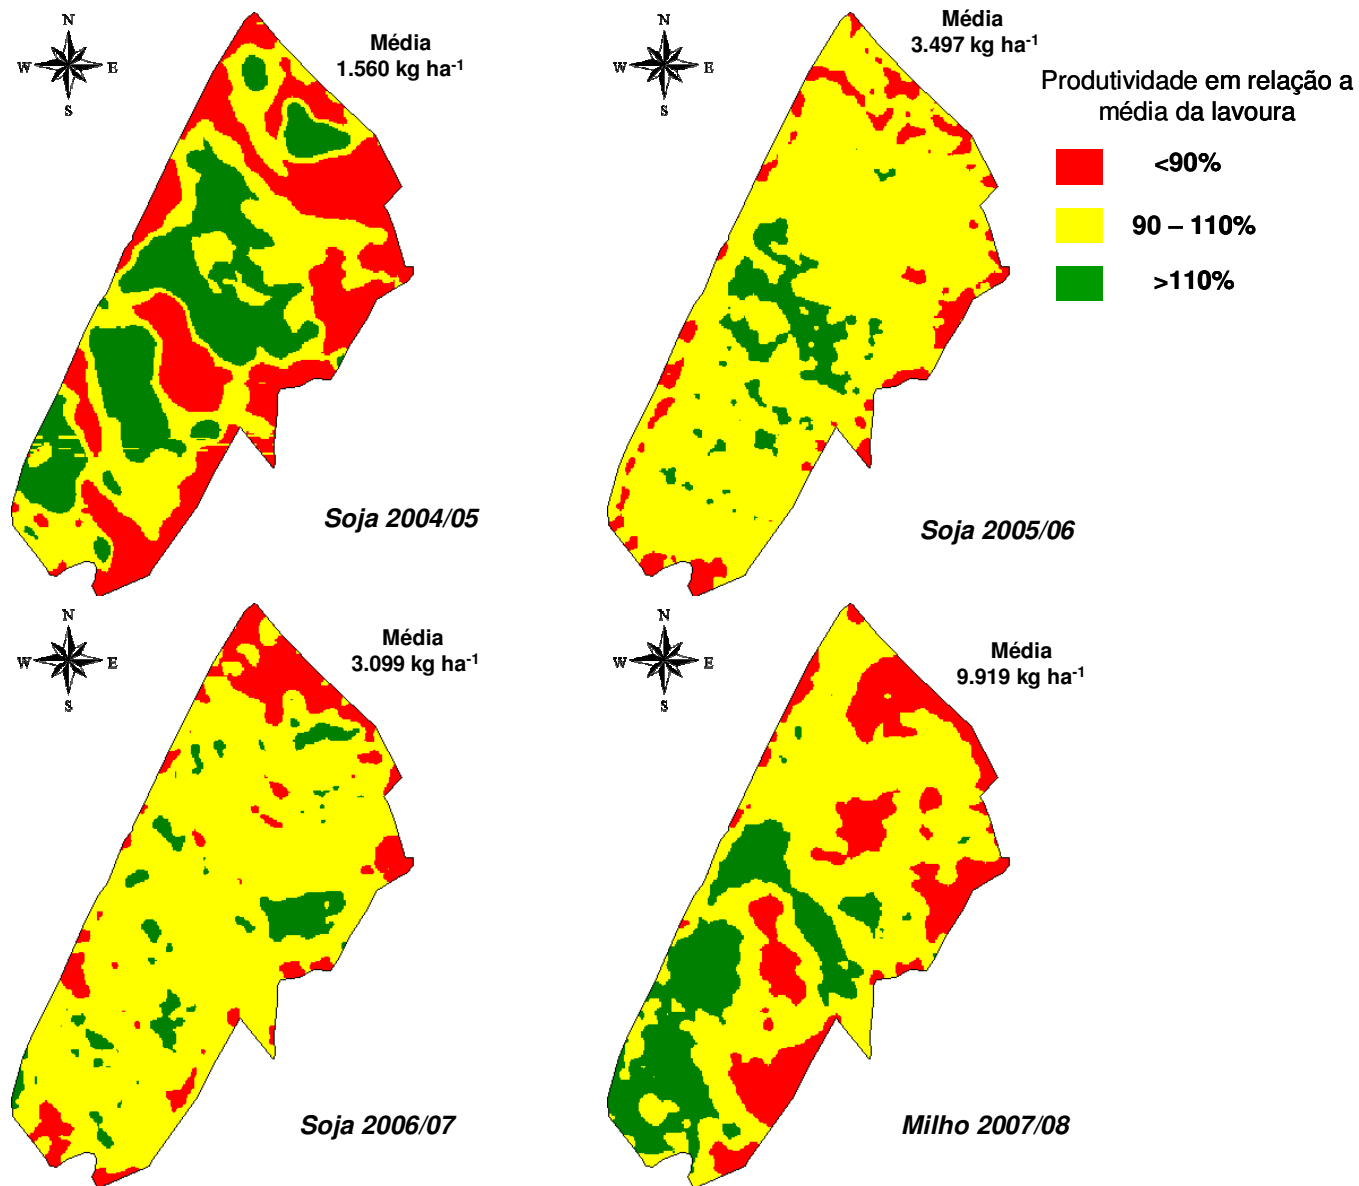 N
W E
S
Média
1.560 kg ha⁻¹
Soja 2004/05
N
W E
S
Média
3.497 kg ha⁻¹
Soja 2005/06
Produtividade em relação a
média da lavoura
<90%
90 – 110%
>110%
N
W E
S
Média
3.099 kg ha⁻¹
Soja 2006/07
N
W E
S
Média
9.919 kg ha⁻¹
Milho 2007/08